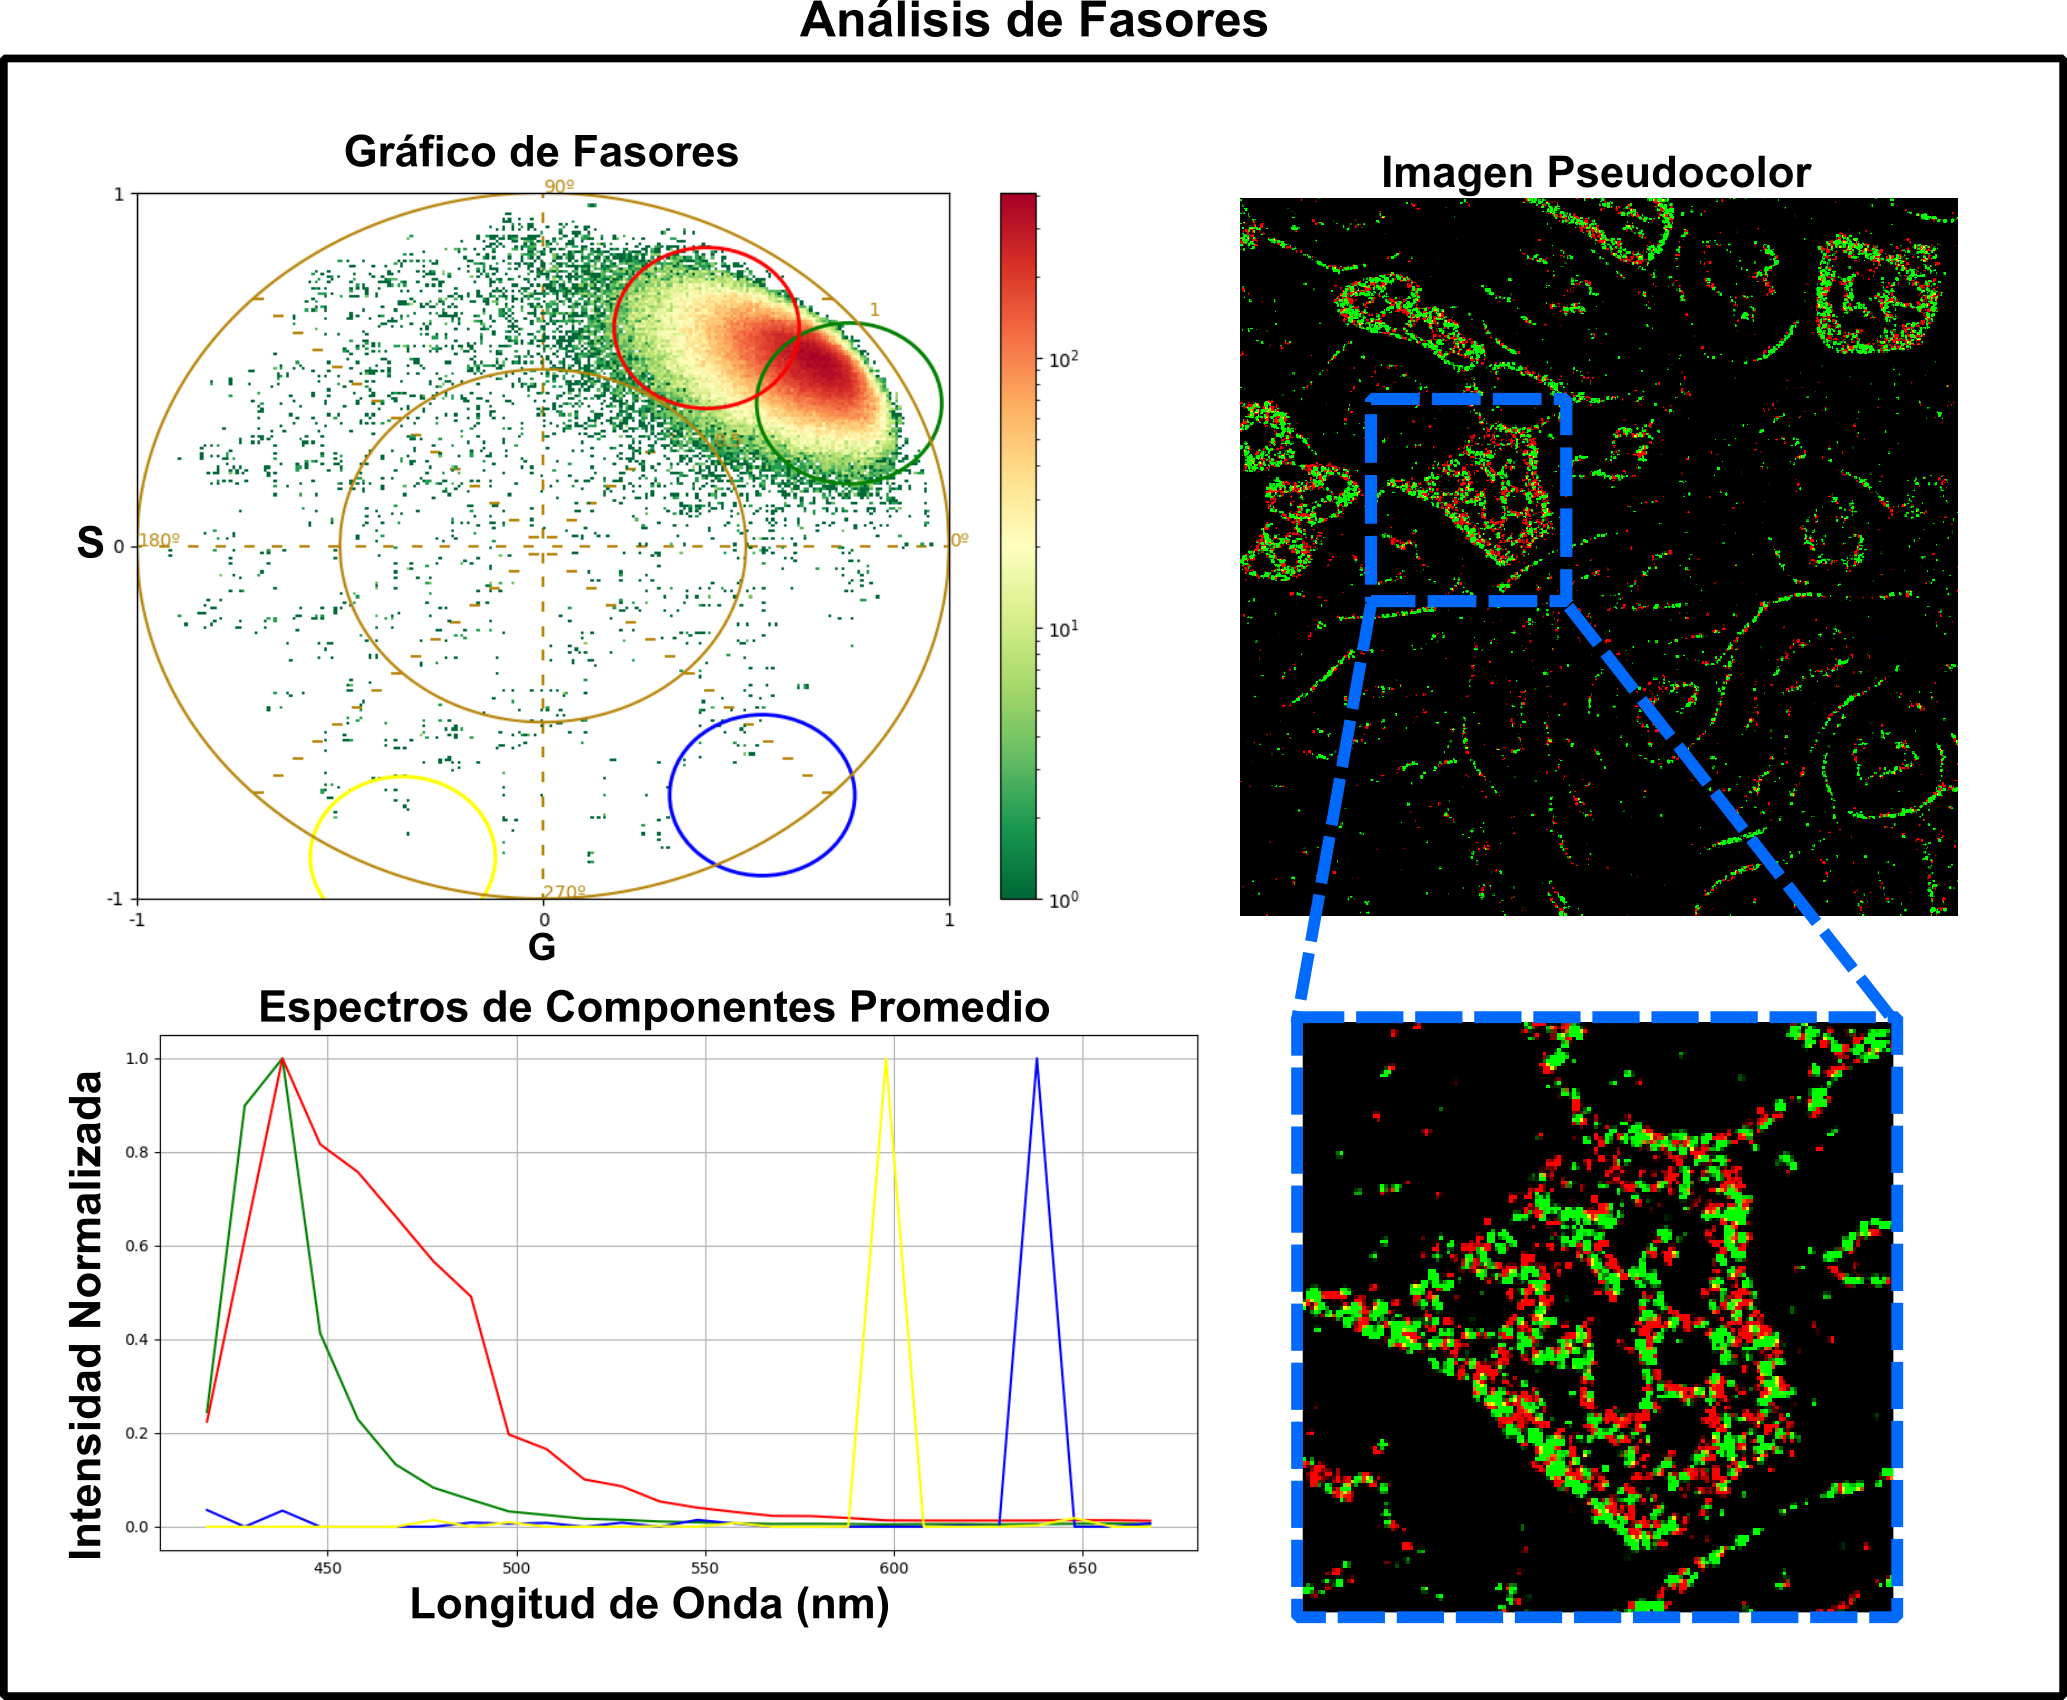 Análisis de Fasores
Gráfico de Fasores
1
90º
1
0.5
S
0
180º
0º
-1
270º
-1
0
1
G
10²
10¹
10⁰
Imagen Pseudocolor
Espectros de Componentes Promedio
Intensidad Normalizada
1.0
0.8
0.6
0.4
0.2
0.0
450
500
550
600
650
Longitud de Onda (nm)